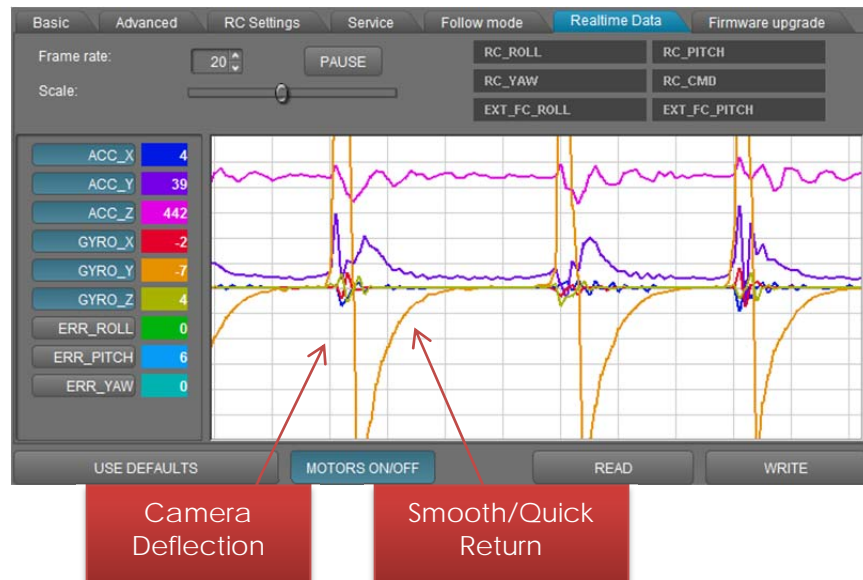 Basic Advanced RC Settings Service Follow mode Realtime Data Firmware upgrade
Frame rate: 20 PAUSE
Scale:
RC_ROLL RC_PITCH
RC_YAW RC_CMD
EXT_FC_ROLL EXT_FC_PITCH
ACC_X 4
ACC_Y 39
ACC_Z 442
GYRO_X -2
GYRO_Y -7
GYRO_Z 4
ERR_ROLL 0
ERR_PITCH 6
ERR_YAW 0
USE DEFAULTS MOTORS ON/OFF READ WRITE
Camera
Deflection
Smooth/Quick
Return